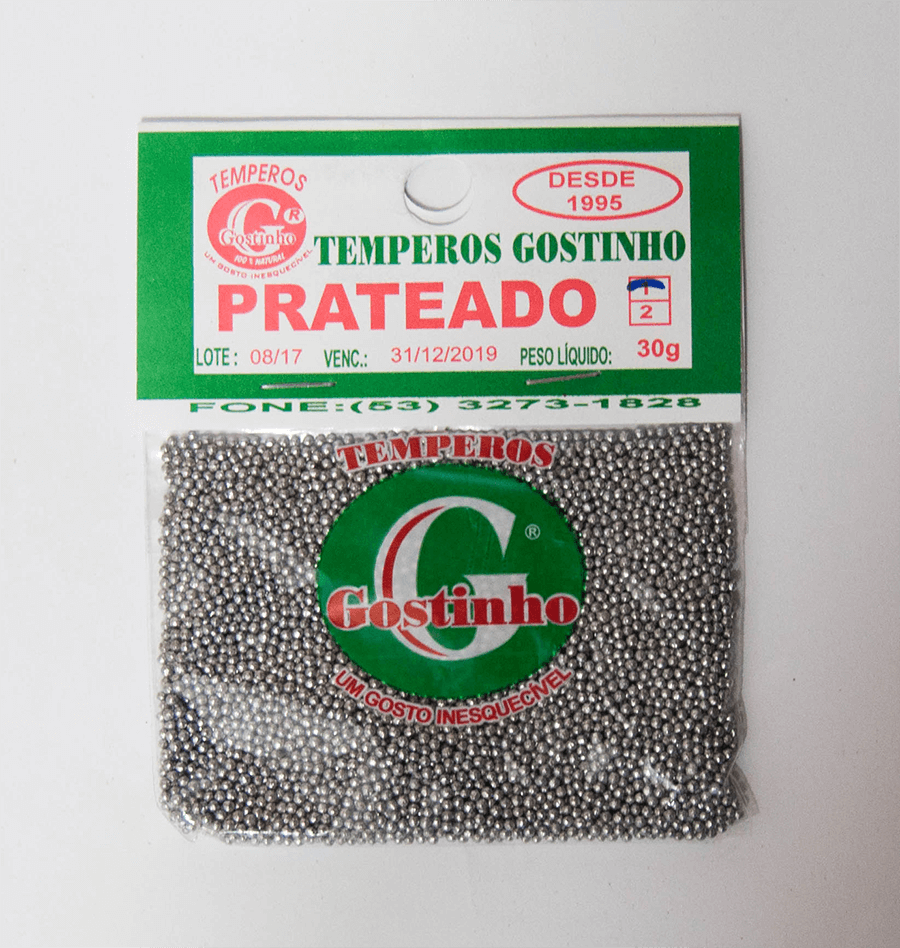 TEMPEROS
G®
Gostinho
100% NATURAL
UM GOSTO INESQUECÍVEL
DESDE
1995
TEMPEROS GOSTINHO
PRATEADO
1
2
LOTE: 08/17 VENC.: 31/12/2019 PESO LÍQUIDO: 30g
FONE:(53) 3273-1828
TEMPEROS
G®
Gostinho
UM GOSTO INESQUECÍVEL